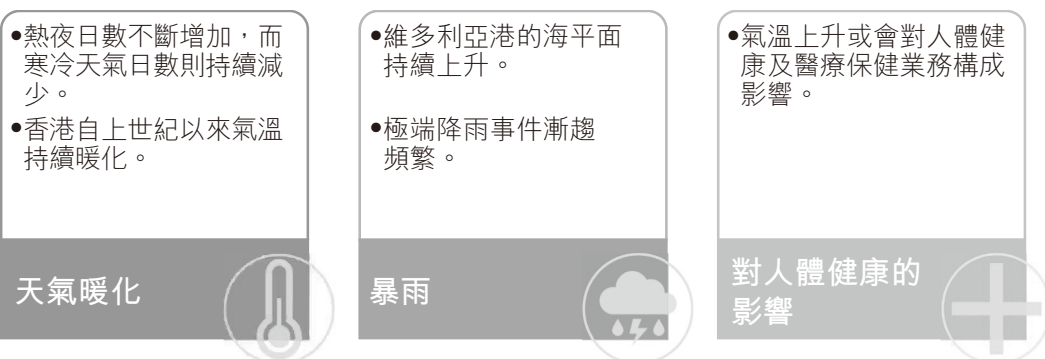 •熱夜日數不斷增加，而
寒冷天氣日數則持續減
少。
•香港自上世紀以來氣溫
持續暖化。
天氣暖化
•維多利亞港的海平面
持續上升。
•極端降雨事件漸趨
頻繁。
暴雨
•氣溫上升或會對人體健
康及醫療保健業務構成
影響。
對人體健康的
影響